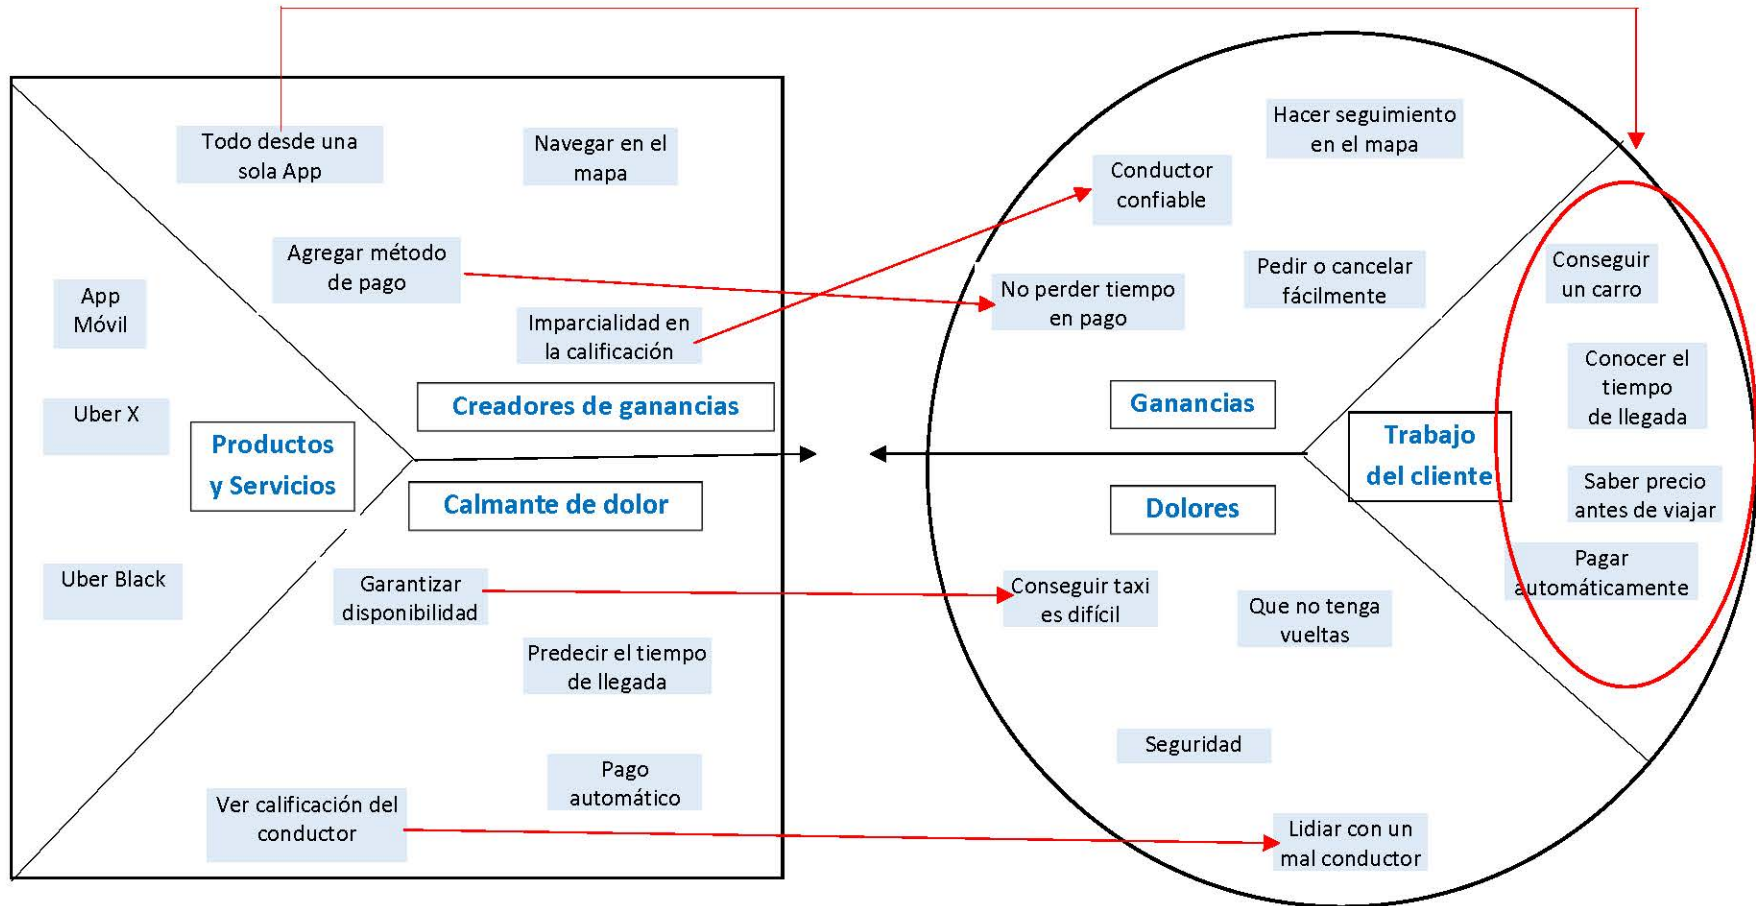 Todo desde una
sola App
Navegar en el
mapa
Agregar método
de pago
Imparcialidad en
la calificación
Creadores de ganancias
App
Móvil
Uber X
Uber Black
Productos
y Servicios
Calmante de dolor
Garantizar
disponibilidad
Predecir el tiempo
de llegada
Pago
automático
Ver calificación del
conductor
Hacer seguimiento
en el mapa
Conductor
confiable
Pedir o cancelar
fácilmente
No perder tiempo
en pago
Ganancias
Trabajo
del cliente
Conseguir
un carro
Conocer el
tiempo
de llegada
Saber precio
antes de viajar
Pagar
automáticamente
Dolores
Conseguir taxi
es difícil
Que no tenga
vueltas
Seguridad
Lidiar con un
mal conductor